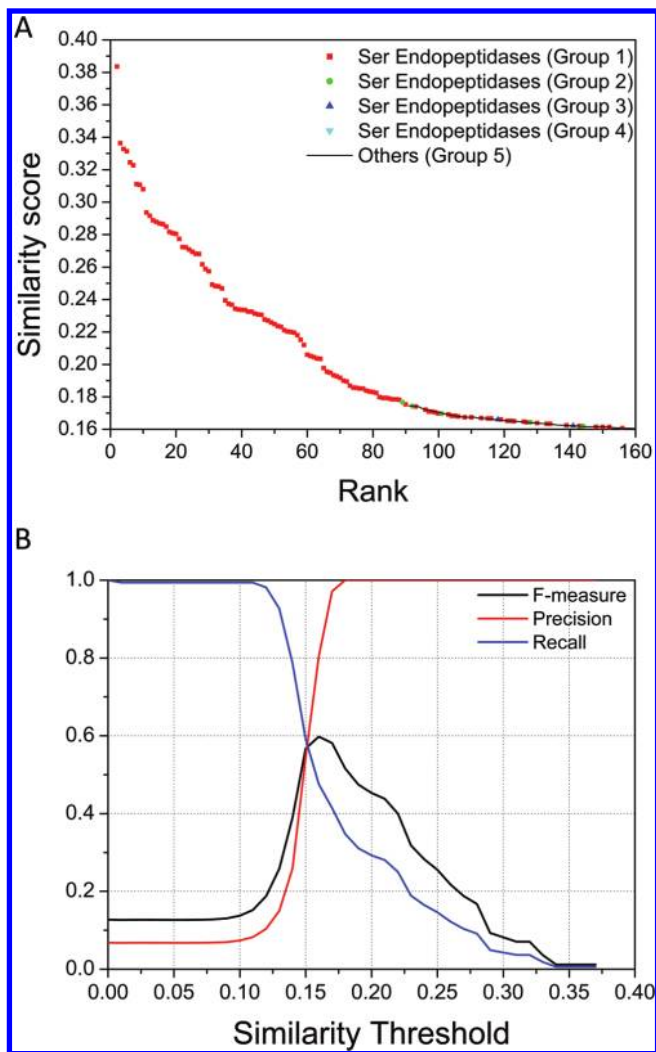 A
0.40
0.38
0.36
0.34
0.32
0.30
0.28
0.26
0.24
0.22
0.20
0.18
0.16
Similarity score
Ser Endopeptidases (Group 1)
Ser Endopeptidases (Group 2)
Ser Endopeptidases (Group 3)
Ser Endopeptidases (Group 4)
Others (Group 5)
0 20 40 60 80 100 120 140 160
Rank
B
1.0
0.8
0.6
0.4
0.2
0.0
F-measure
Precision
Recall
0.00 0.05 0.10 0.15 0.20 0.25 0.30 0.35 0.40
Similarity Threshold